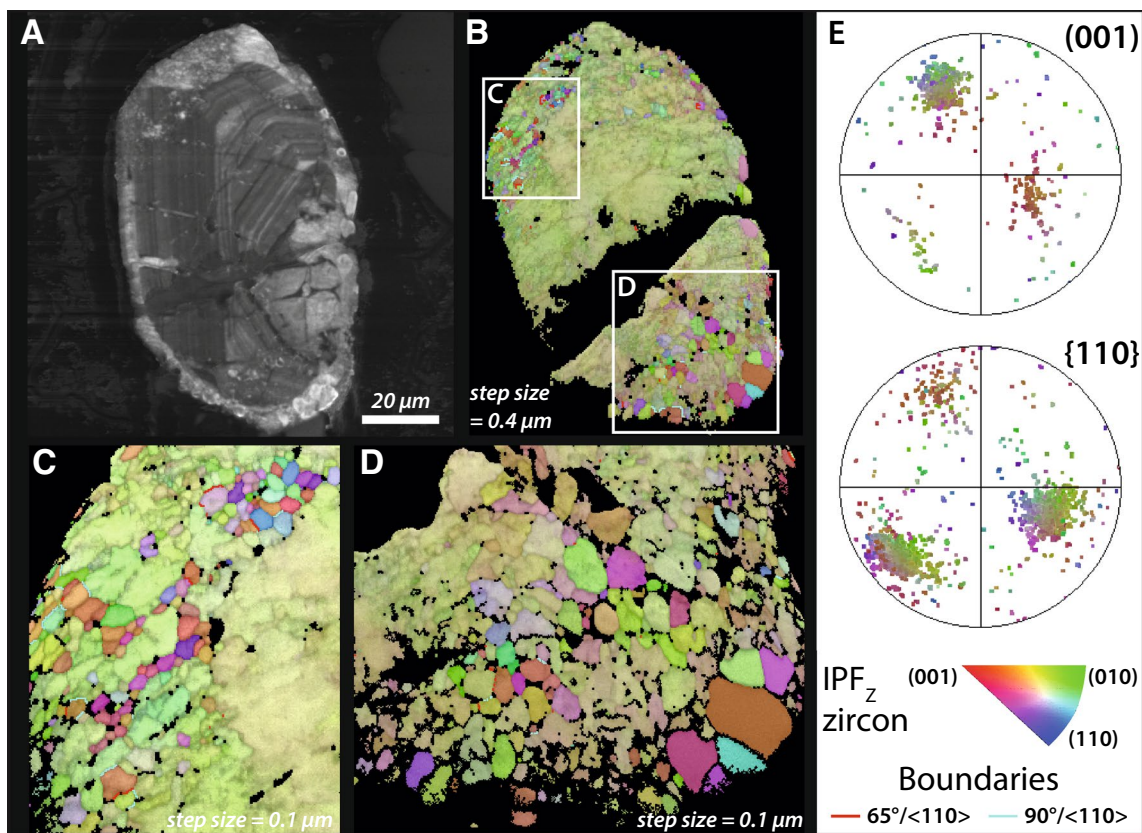 A
20 µm
B
C
D
step size
= 0.4 µm
C
step size = 0.1 µm
D
step size = 0.1 µm
E
(001)
{110}
IPFZ
zircon
(001)
(010)
(110)
Boundaries
65°/<110>
90°/<110>